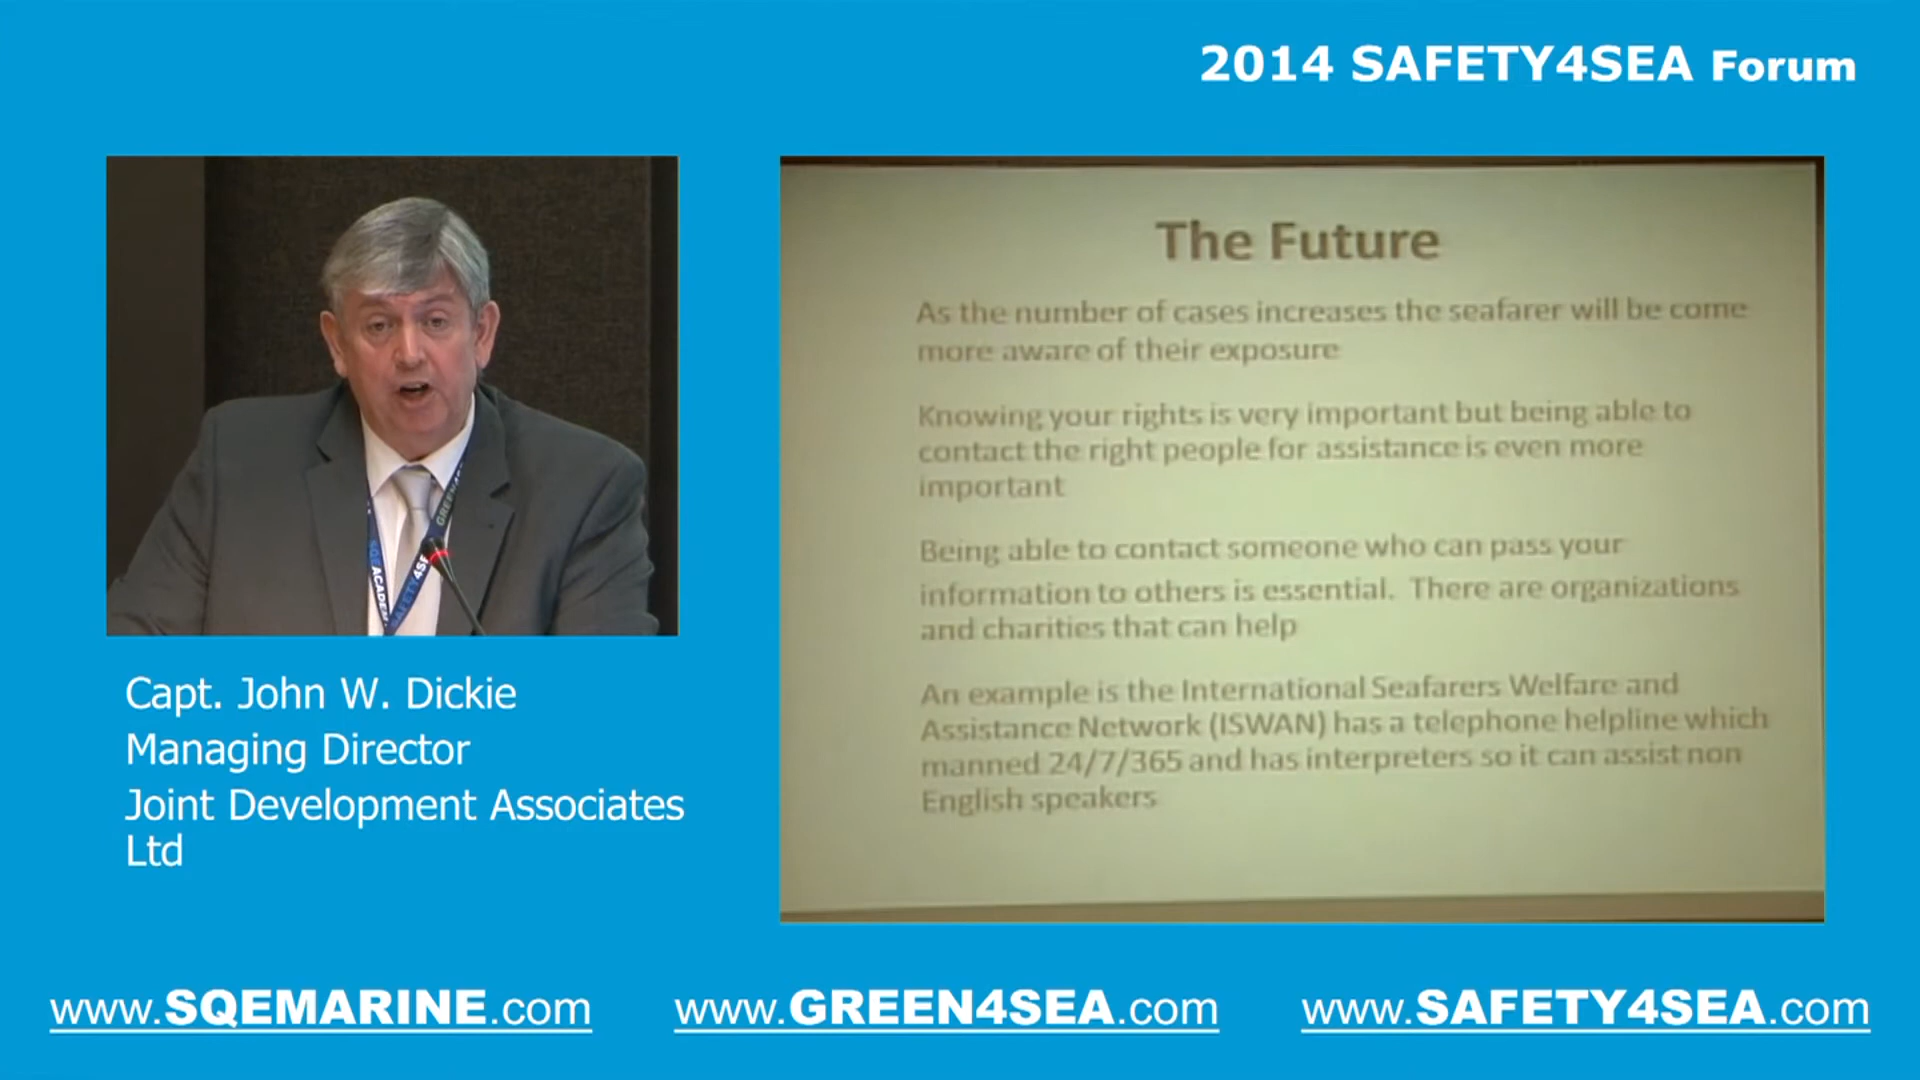 2014 SAFETY4SEA Forum
The Future
As the number of cases increases the seafarer will be come
more aware of their exposure
Knowing your rights is very important but being able to
contact the right people for assistance is even more
important
Being able to contact someone who can pass your
information to others is essential. There are organizations
and charities that can help
An example is the International Seafarers Welfare and
Assistance Network (ISWAN) has a telephone helpline which
manned 24/7/365 and has interpreters so it can assist non
English speakers
GREEN4
SQEACADEM
SAFETY4SE
Capt. John W. Dickie
Managing Director
Joint Development Associates
Ltd
www.SQEMARINE.com
www.GREEN4SEA.com
www.SAFETY4SEA.com